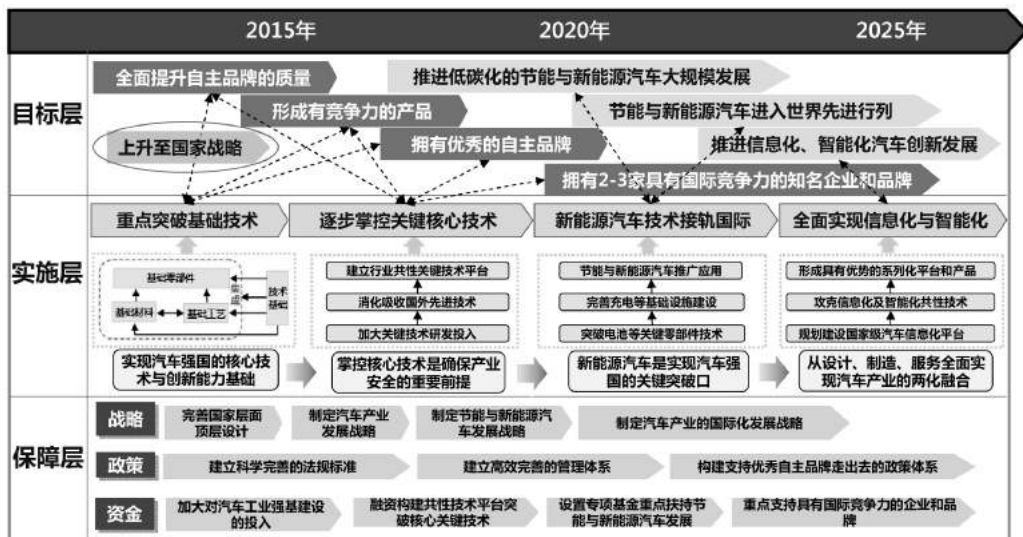 2015年
2020年
2025年
目标层
全面提升自主品牌的质量
推进低碳化的节能与新能源汽车大规模发展
形成有竞争力的产品
节能与新能源汽车进入世界先进行列
上升至国家战略
拥有优秀的自主品牌
推进信息化、智能化汽车创新发展
拥有2-3家具有国际竞争力的知名企业和品牌
实施层
重点突破基础技术
逐步掌控关键核心技术
新能源汽车技术接轨国际
全面实现信息化与智能化
基础零部件
基础材料
基础工艺
技术
基础
建立行业共性关键技术平台
消化吸收国外先进技术
加大关键技术研发投入
节能与新能源汽车推广应用
完善充电等基础设施建设
突破电池等关键零部件技术
形成具有优势的系列化平台和产品
攻克信息化及智能化共性技术
规划建设国家级汽车信息化平台
实现汽车强国的核心技
术与创新能力基础
掌控核心技术是确保产业
安全的重要前提
新能源汽车是实现汽车强
国的关键突破口
从设计、制造、服务全面实
现汽车产业的两化融合
保障层
战略
完善国家层面
顶层设计
制定汽车产业
发展战略
制定节能与新能源汽
车发展战略
制定汽车产业的国际化发展战略
政策
建立科学完善的法规标准
建立高效完善的管理体系
构建支持优秀自主品牌走出去的政策体系
资金
加大对汽车工业强基建设
的投入
融资构建共性技术平台突
破核心关键技术
设置专项基金重点扶持节
能与新能源汽车发展
重点支持具有国际竞争力的企业和品
牌